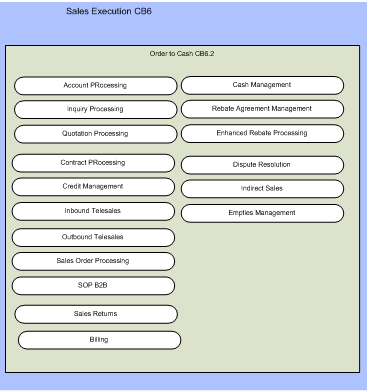 Sales Execution CB6
Order to Cash CB6.2
Account PRocessing
Inquiry Processing
Quotation Processing
Contract PRocessing
Credit Management
Inbound Telesales
Outbound Telesales
Sales Order Processing
SOP B2B
Sales Returns
Billing
Cash Management
Rebate Agreement Management
Enhanced Rebate Processing
Dispute Resolution
Indirect Sales
Empties Management